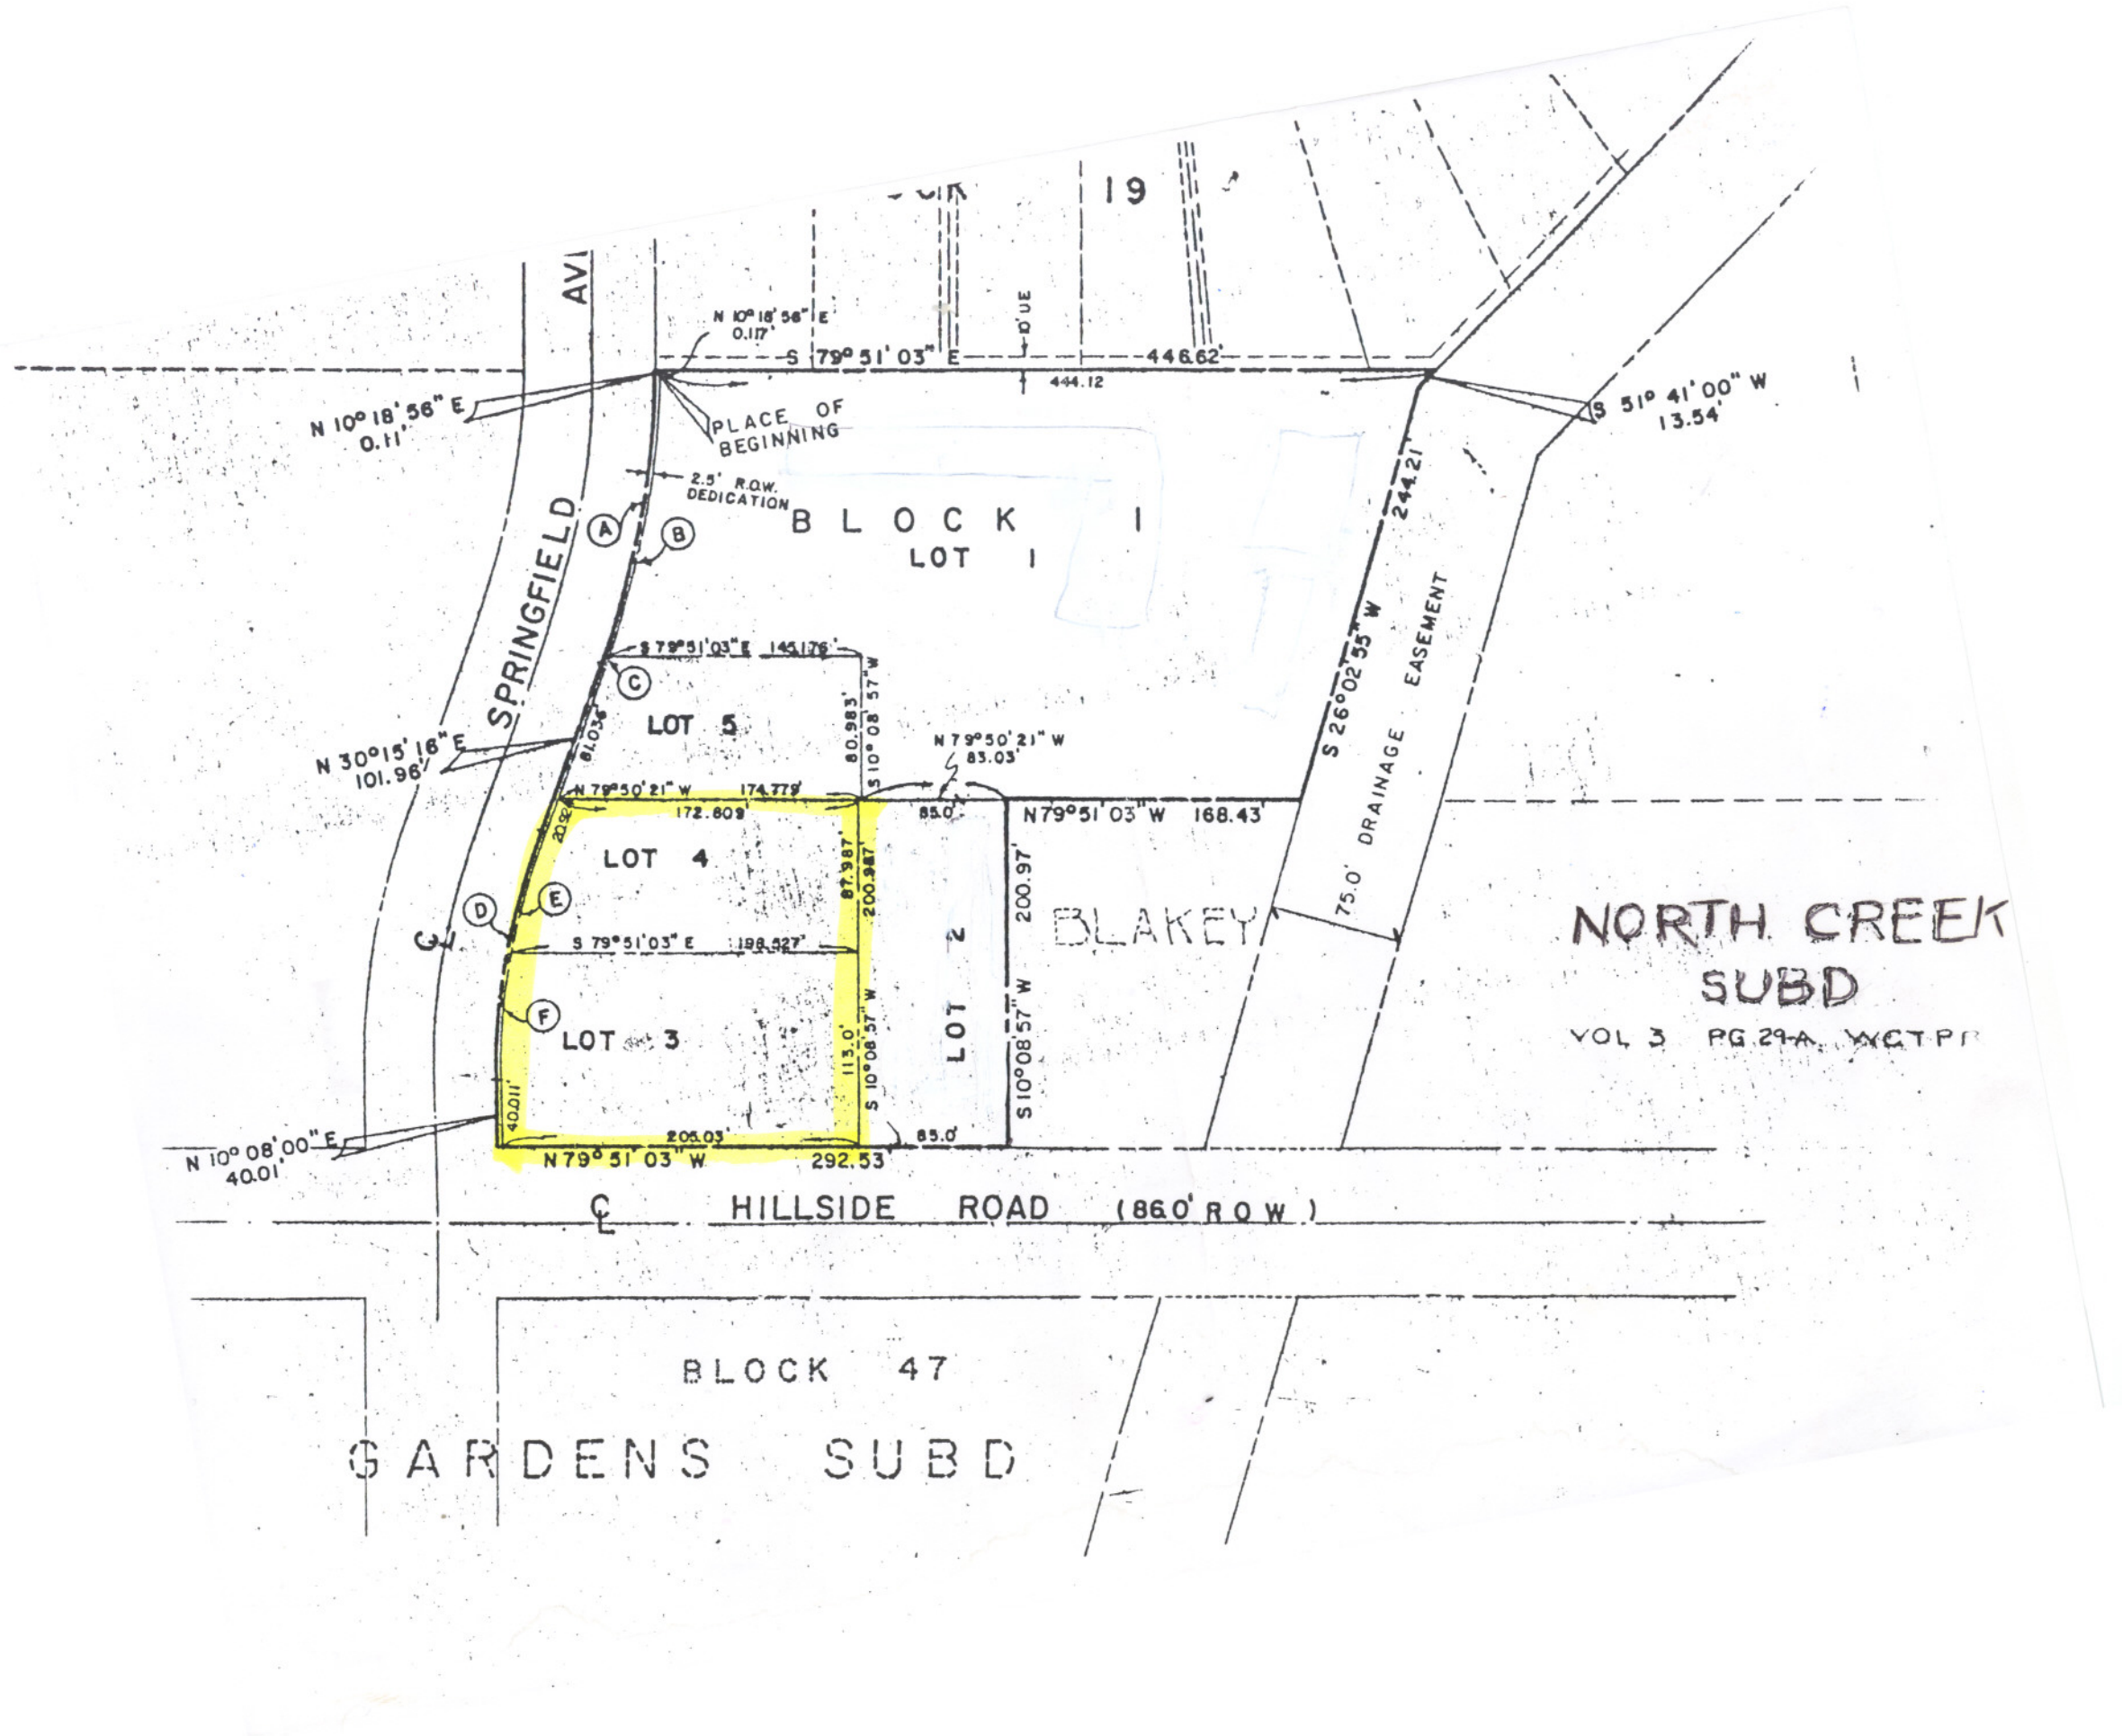 19
AVE
N 10° 18' 56" E
0.117'
10' UE
S 79° 51' 03" E 446.62'
444.12
N 10° 18' 56" E
0.11'
PLACE OF
BEGINNING
S 51° 41' 00" W
13.54'
2.5' R.O.W.
DEDICATION
A
B
BLOCK 1
LOT 1
244.21'
S 26° 02' 55" W
SPRINGFIELD
S 79° 51' 03" E 145.176'
C
LOT 5
81.036'
80.983'
S 10° 08' 57" W
N 30° 15' 16" E
101.96'
N 79° 50' 21" W
83.03'
N 79° 50' 21" W 174.779'
172.609'
85.0'
N 79° 51' 03" W 168.43'
75.0' DRAINAGE EASEMENT
LOT 4
87.987'
200.987'
200.97'
D
E
S 79° 51' 03" E 198.527'
BLAKEY
NORTH CREEK
SUBD
VOL 3 PG 29-A WCTPR
LOT 2
F
LOT 3
113.0'
S 10° 08' 57" W
S 10° 08' 57" W
40.011'
N 10° 08' 00" E
40.01'
205.03'
85.0'
N 79° 51' 03" W 292.53'
HILLSIDE ROAD (86.0' R O W )
BLOCK 47
GARDENS SUBD